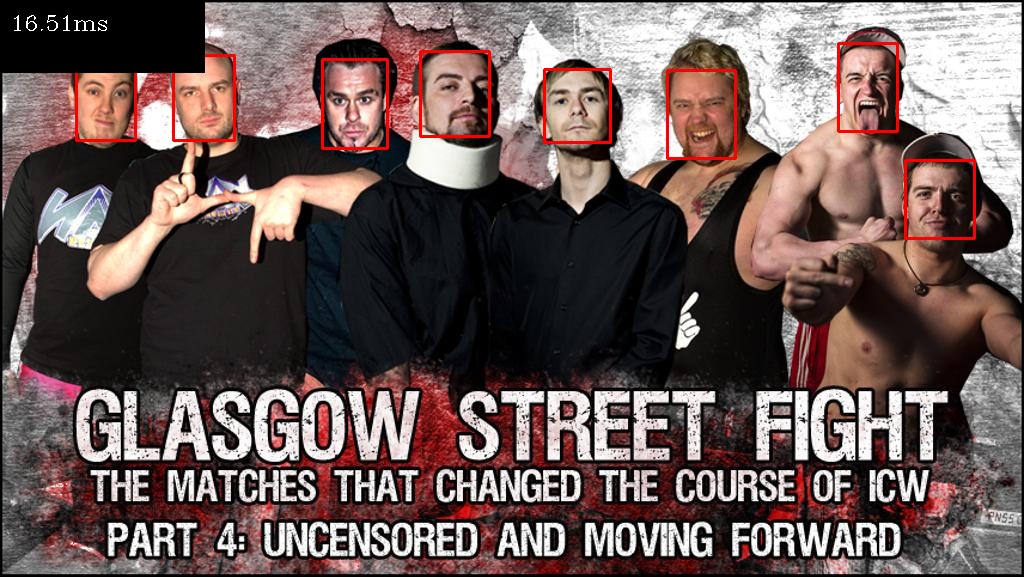 16.51ms
GLASGOW STREET FIGHT
THE MATCHES THAT CHANGED THE COURSE OF ICW
PART 4: UNCENSORED AND MOVING FORWARD